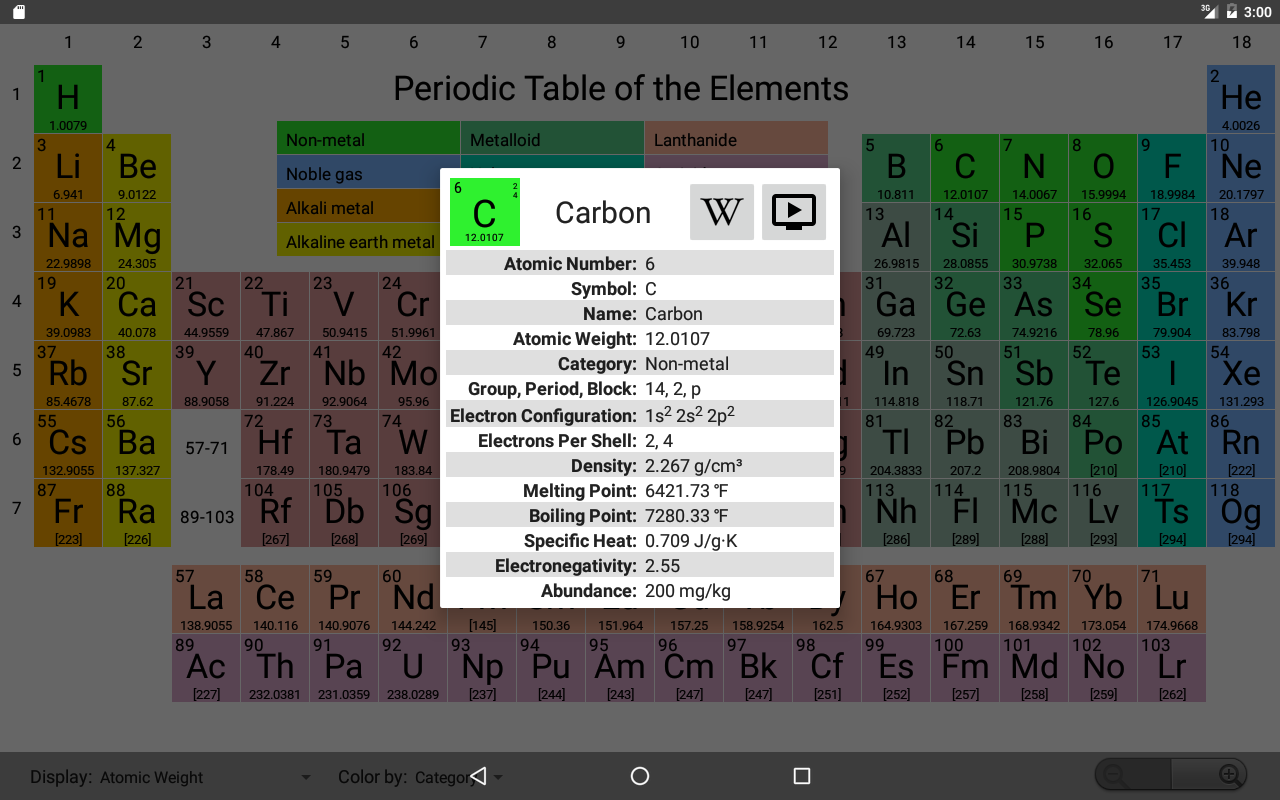 3G 3:00
1 2 3 4 5 6 7 8 9 10 11 12 13 14 15 16 17 18
Periodic Table of the Elements
1
1 H 1.0079
2 He 4.0026
Non-metal Metalloid Lanthanide
Noble gas
Alkali metal
Alkaline earth metal
2
3 Li 6.941
4 Be 9.0122
5 B 10.811
6 C 12.0107
7 N 14.0067
8 O 15.9994
9 F 18.9984
10 Ne 20.1797
3
11 Na 22.9898
12 Mg 24.305
13 Al 26.9815
14 Si 28.0855
15 P 30.9738
16 S 32.065
17 Cl 35.453
18 Ar 39.948
4
19 K 39.0983
20 Ca 40.078
21 Sc 44.9559
22 Ti 47.867
23 V 50.9415
24 Cr 51.9961
31 Ga 69.723
32 Ge 72.63
33 As 74.9216
34 Se 78.96
35 Br 79.904
36 Kr 83.798
5
37 Rb 85.4678
38 Sr 87.62
39 Y 88.9058
40 Zr 91.224
41 Nb 92.9064
42 Mo 95.96
49 In 114.818
50 Sn 118.71
51 Sb 121.76
52 Te 127.6
53 I 126.9045
54 Xe 131.293
6
55 Cs 132.9055
56 Ba 137.327
57-71
72 Hf 178.49
73 Ta 180.9479
74 W 183.84
81 Tl 204.3833
82 Pb 207.2
83 Bi 208.9804
84 Po [210]
85 At [210]
86 Rn [222]
7
87 Fr [223]
88 Ra [226]
89-103
104 Rf [267]
105 Db [268]
106 Sg [269]
113 Nh [286]
114 Fl [289]
115 Mc [288]
116 Lv [293]
117 Ts [294]
118 Og [294]
57 La 138.9055
58 Ce 140.116
59 Pr 140.9076
60 Nd 144.242
[145]
150.36
151.964
157.25
158.9254
162.5
67 Ho 164.9303
68 Er 167.259
69 Tm 168.9342
70 Yb 173.054
71 Lu 174.9668
89 Ac [227]
90 Th 232.0381
91 Pa 231.0359
92 U 238.0289
93 Np [237]
94 Pu [244]
95 Am [243]
96 Cm [247]
97 Bk [247]
98 Cf [251]
99 Es [252]
100 Fm [257]
101 Md [258]
102 No [259]
103 Lr [262]
6 2 4 C 12.0107
Carbon
W
Atomic Number: 6
Symbol: C
Name: Carbon
Atomic Weight: 12.0107
Category: Non-metal
Group, Period, Block: 14, 2, p
Electron Configuration: 1s² 2s² 2p²
Electrons Per Shell: 2, 4
Density: 2.267 g/cm³
Melting Point: 6421.73 °F
Boiling Point: 7280.33 °F
Specific Heat: 0.709 J/g·K
Electronegativity: 2.55
Abundance: 200 mg/kg
Display: Atomic Weight Color by: Category